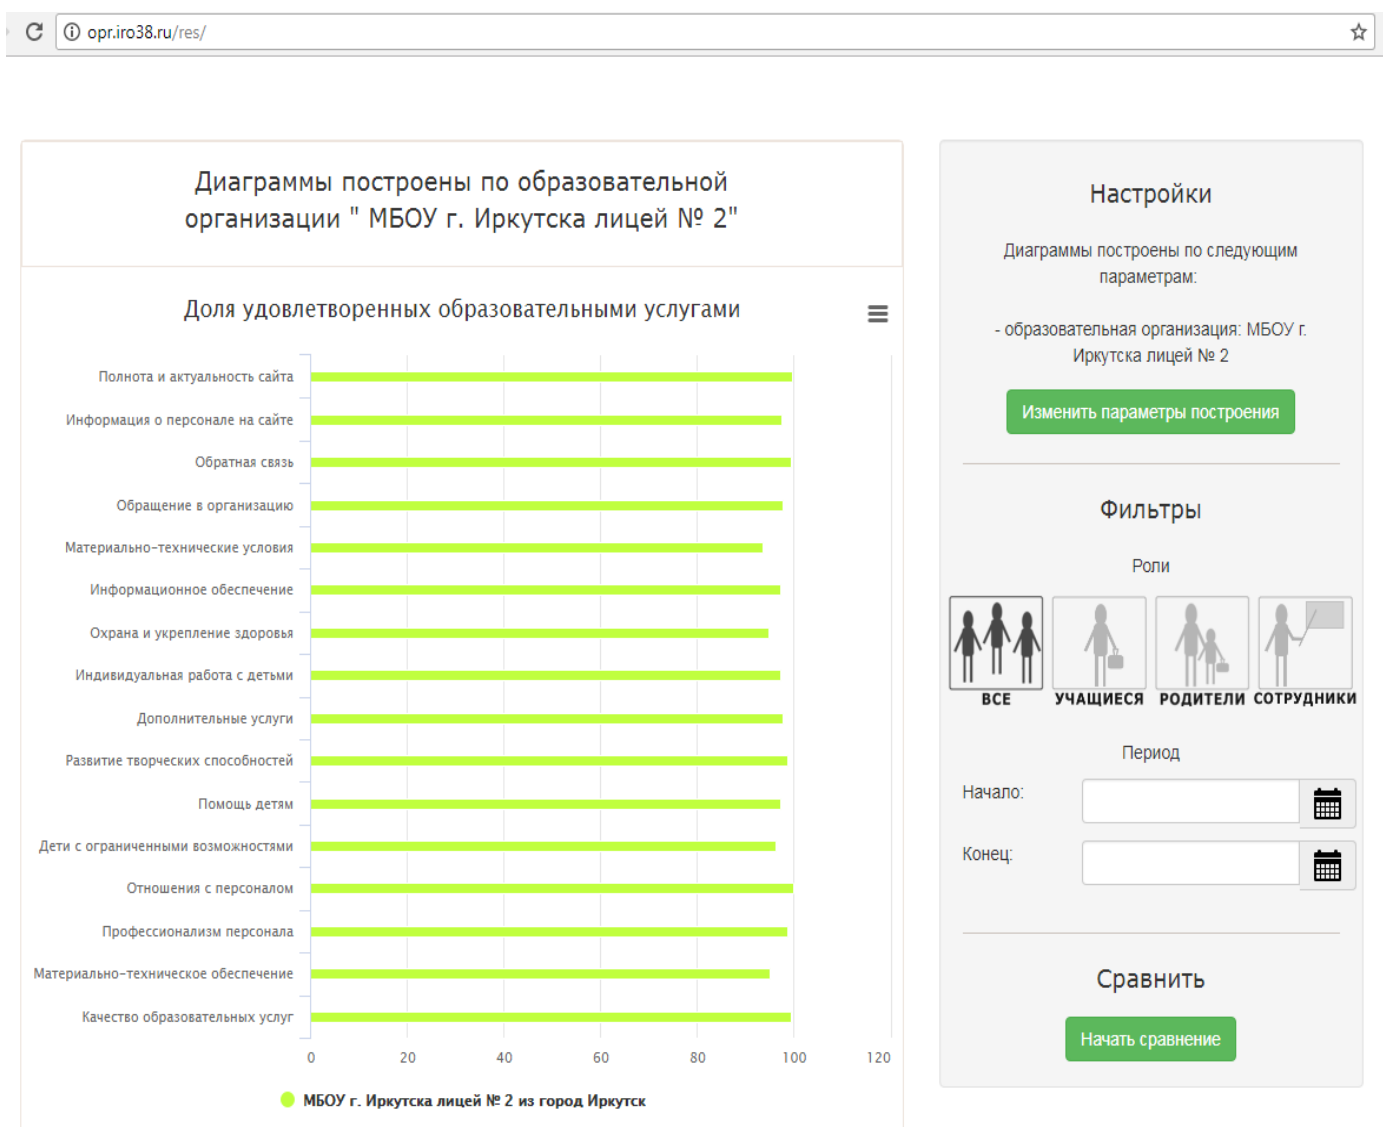 opr.iro38.ru/res/
Диаграммы построены по образовательной
организации " МБОУ г. Иркутска лицей № 2"
Доля удовлетворенных образовательными услугами
Полнота и актуальность сайта
Информация о персонале на сайте
Обратная связь
Обращение в организацию
Материально-технические условия
Информационное обеспечение
Охрана и укрепление здоровья
Индивидуальная работа с детьми
Дополнительные услуги
Развитие творческих способностей
Помощь детям
Дети с ограниченными возможностями
Отношения с персоналом
Профессионализм персонала
Материально-техническое обеспечение
Качество образовательных услуг
0 20 40 60 80 100 120
МБОУ г. Иркутска лицей № 2 из город Иркутск
Настройки
Диаграммы построены по следующим
параметрам:
- образовательная организация: МБОУ г.
Иркутска лицей № 2
Изменить параметры построения
Фильтры
Роли
ВСЕ УЧАЩИЕСЯ РОДИТЕЛИ СОТРУДНИКИ
Период
Начало:
Конец:
Сравнить
Начать сравнение